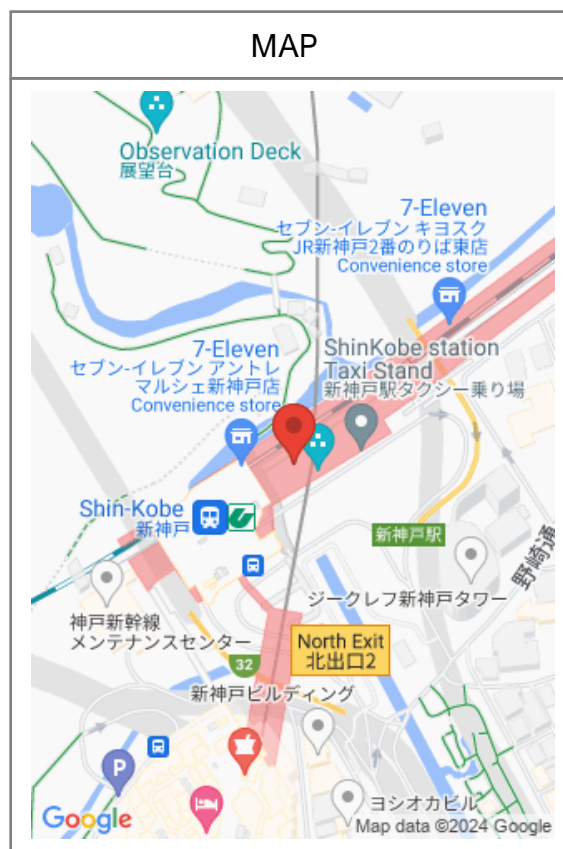 MAP
Observation Deck
展望台
7-Eleven
セブン-イレブン キヨスク
JR新神戸2番のりば東店
Convenience store
7-Eleven
セブン-イレブン アントレ
マルシェ新神戸店
Convenience store
ShinKobe station
Taxi Stand
新神戸駅タクシー乗り場
Shin-Kobe
新神戸
新神戸駅
野崎通
ジークレフ新神戸タワー
神戸新幹線
メンテナンスセンター
North Exit
北出口2
32
新神戸ビルディング
P
ヨシオカビル
Google
Map data ©2024 Google